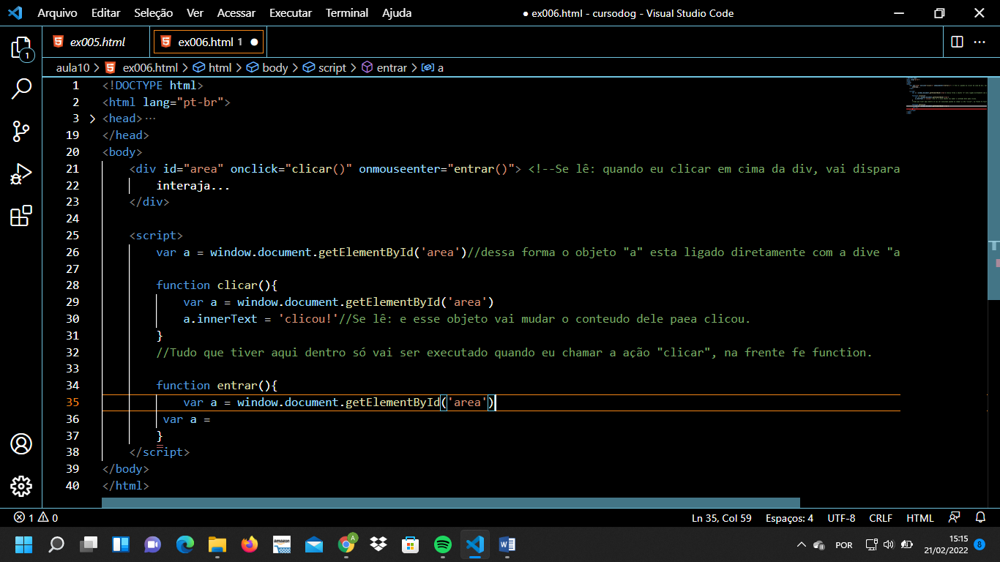 Arquivo Editar Seleção Ver Acessar Executar Terminal Ajuda
● ex006.html - cursodog - Visual Studio Code
ex005.html
ex006.html 1 ●
aula10 > ex006.html > html > body > script > entrar > a
1 <!DOCTYPE html>
2 <html lang="pt-br">
3 > <head>···
19 </head>
20 <body>
21 <div id="area" onclick="clicar()" onmouseenter="entrar()"> <!--Se lê: quando eu clicar em cima da div, vai dispara
22 interaja...
23 </div>
24
25 <script>
26 var a = window.document.getElementById('area')//dessa forma o objeto "a" esta ligado diretamente com a dive "a
27
28 function clicar(){
29 var a = window.document.getElementById('area')
30 a.innerText = 'clicou!'//Se lê: e esse objeto vai mudar o conteudo dele paea clicou.
31 }
32 //Tudo que tiver aqui dentro só vai ser executado quando eu chamar a ação "clicar", na frente fe function.
33
34 function entrar(){
35 var a = window.document.getElementById('area')
36 var a =
37 }
38 </script>
39 </body>
40 </html>
1
1 0
Ln 35, Col 59 Espaços: 4 UTF-8 CRLF HTML
amazon
A
W
POR
15:15
21/02/2022
8